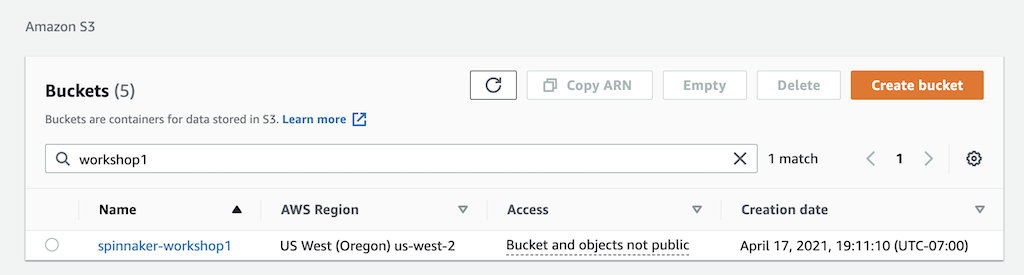 Amazon S3
Buckets (5)
Copy ARN
Empty
Delete
Create bucket
Buckets are containers for data stored in S3. Learn more
workshop1
1 match
1
Name AWS Region Access Creation date
spinnaker-workshop1 US West (Oregon) us-west-2 Bucket and objects not public April 17, 2021, 19:11:10 (UTC-07:00)